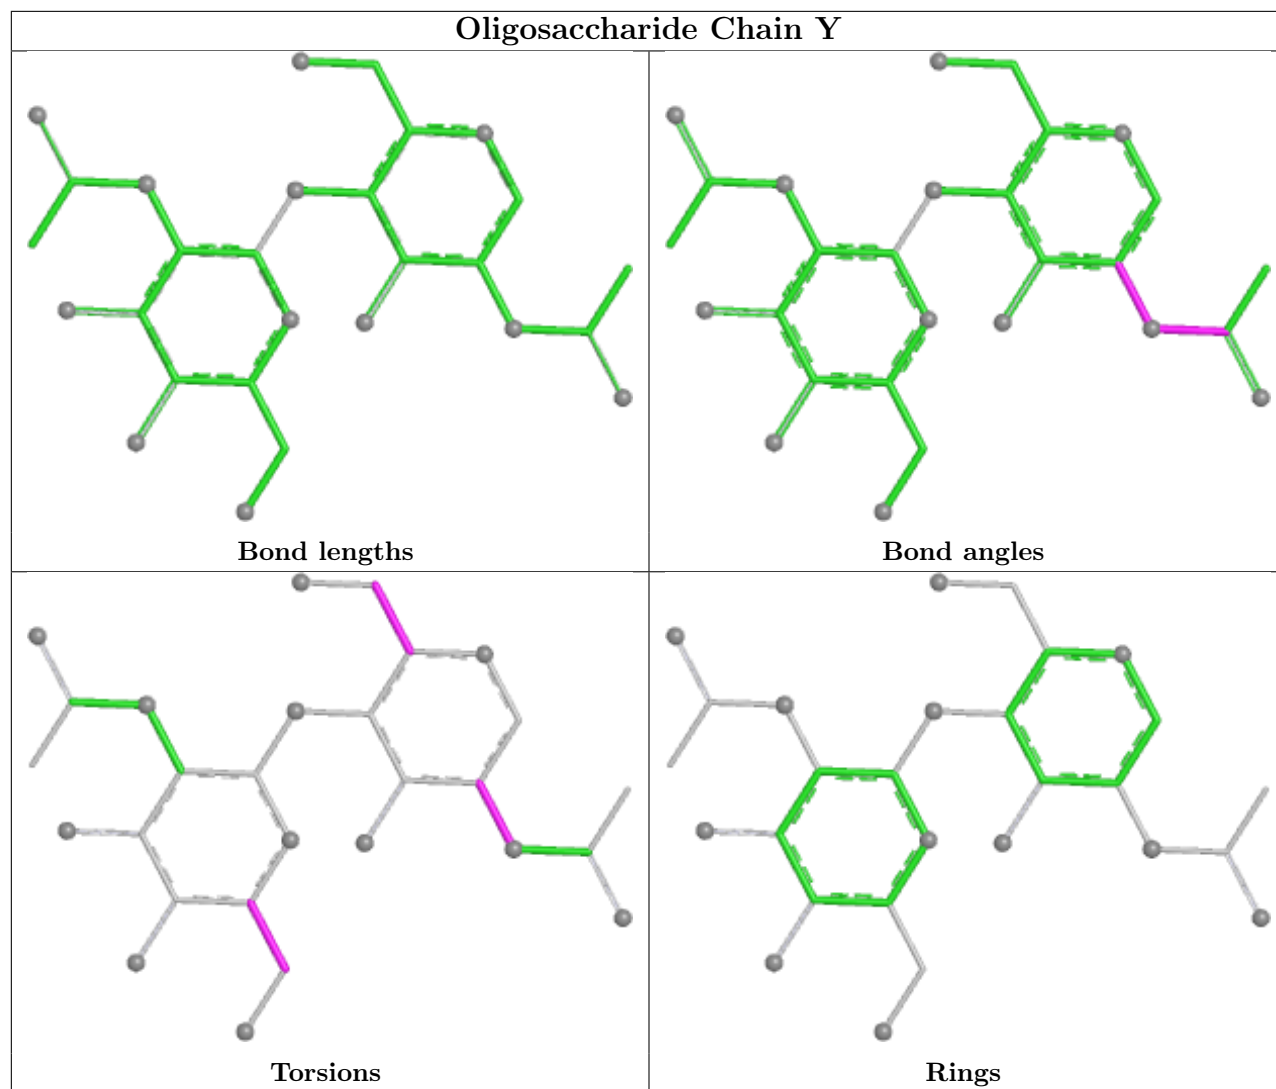 Oligosaccharide Chain Y
Bond lengths
Bond angles
Torsions
Rings